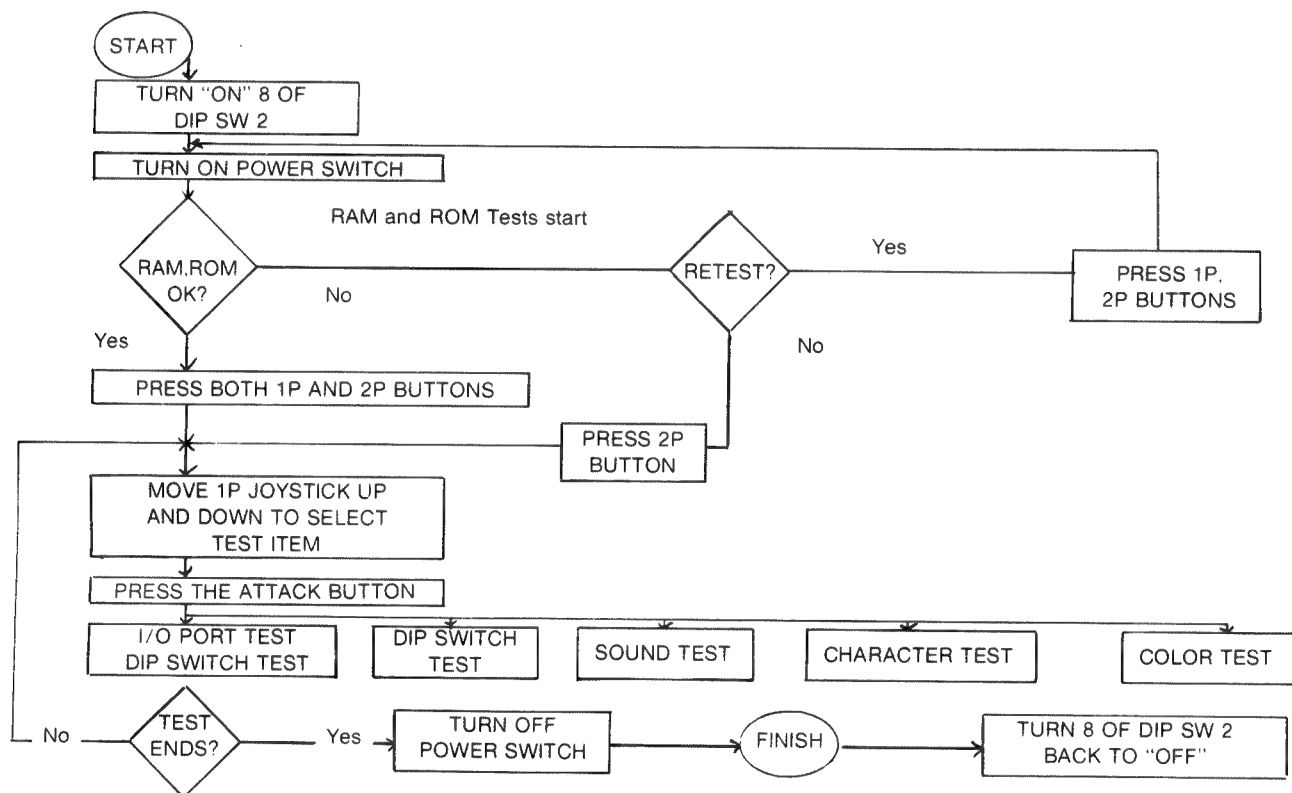 START
TURN “ON” 8 OF
DIP SW 2
TURN ON POWER SWITCH
RAM and ROM Tests start
RAM,ROM
OK?
No
RETEST?
Yes
PRESS 1P,
2P BUTTONS
Yes
No
PRESS BOTH 1P AND 2P BUTTONS
PRESS 2P
BUTTON
MOVE 1P JOYSTICK UP
AND DOWN TO SELECT
TEST ITEM
PRESS THE ATTACK BUTTON
I/O PORT TEST
DIP SWITCH TEST
DIP SWITCH
TEST
SOUND TEST
CHARACTER TEST
COLOR TEST
No
TEST
ENDS?
Yes
TURN OFF
POWER SWITCH
FINISH
TURN 8 OF DIP SW 2
BACK TO “OFF”